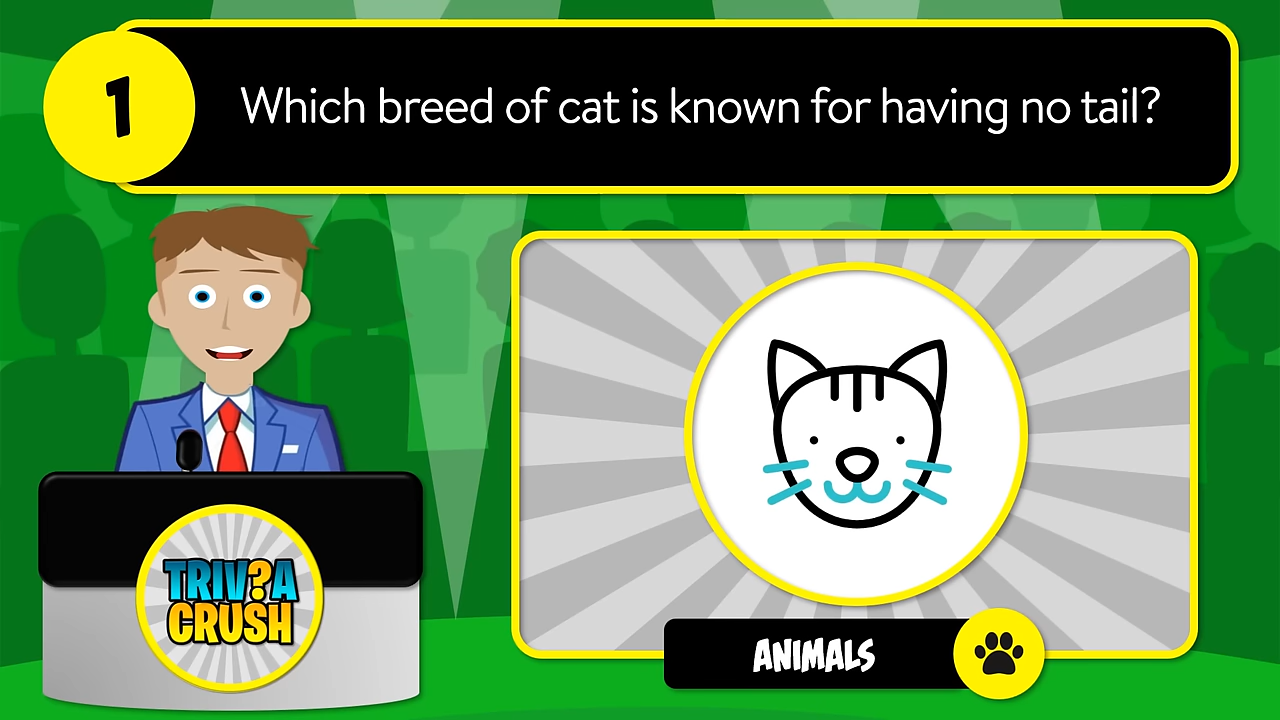 1
Which breed of cat is known for having no tail?
TRIV?A
CRUSH
ANIMALS